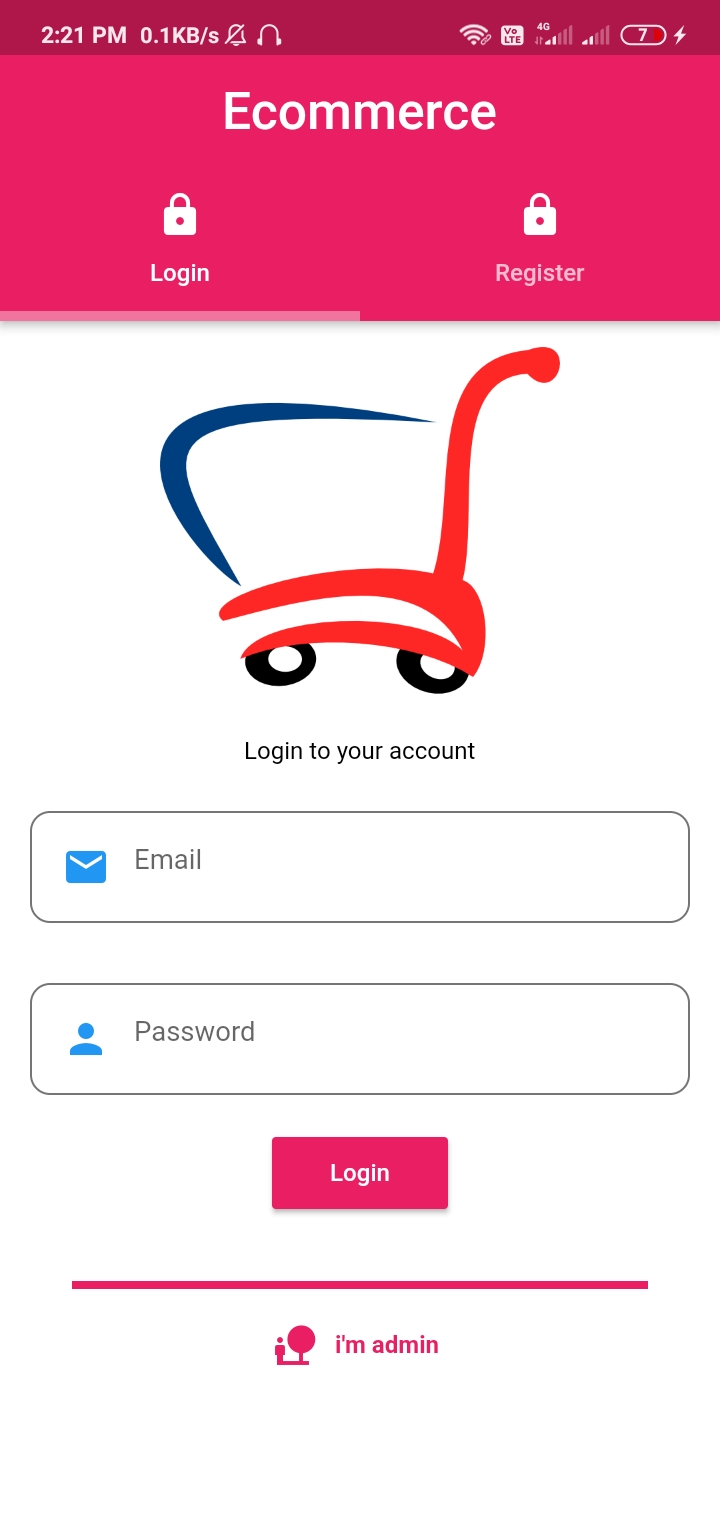 2:21 PM 0.1KB/s Vo LTE 4G 7
Ecommerce
Login Register
Login to your account
Email
Password
Login
i'm admin